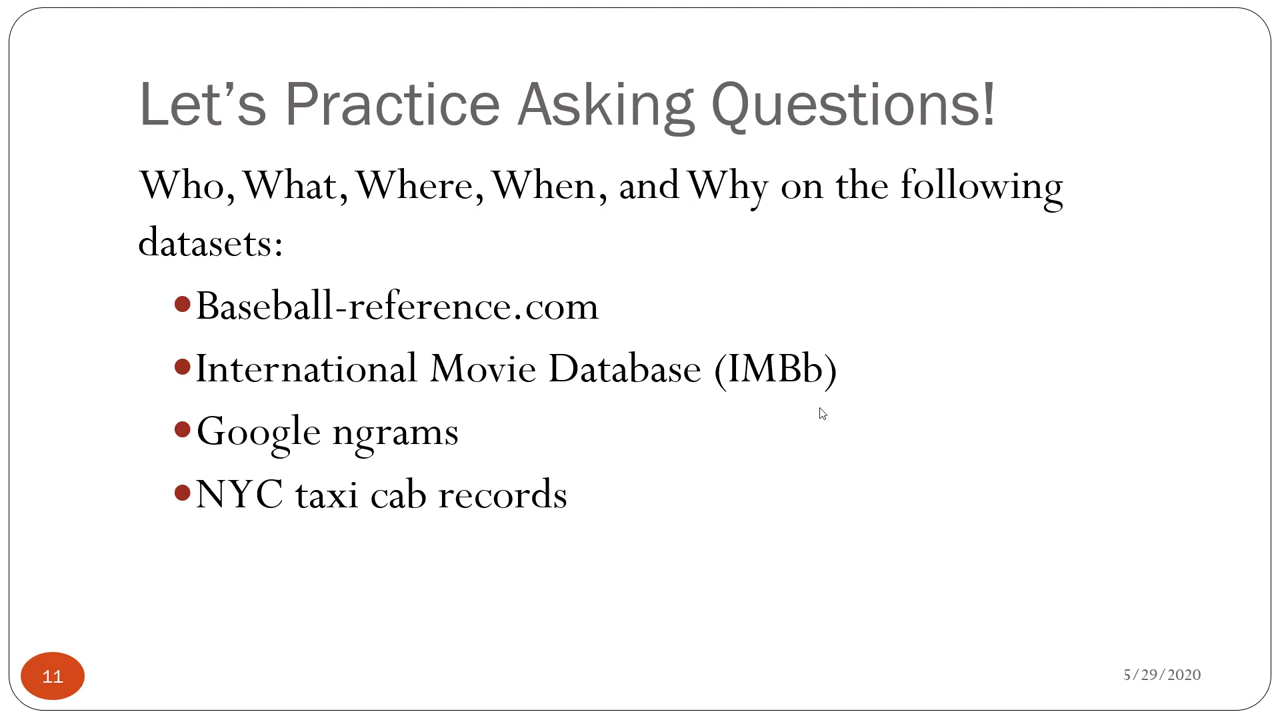 Let’s Practice Asking Questions!
Who, What, Where, When, and Why on the following
datasets:
•Baseball-reference.com
•International Movie Database (IMBb)
•Google ngrams
•NYC taxi cab records
11
5/29/2020